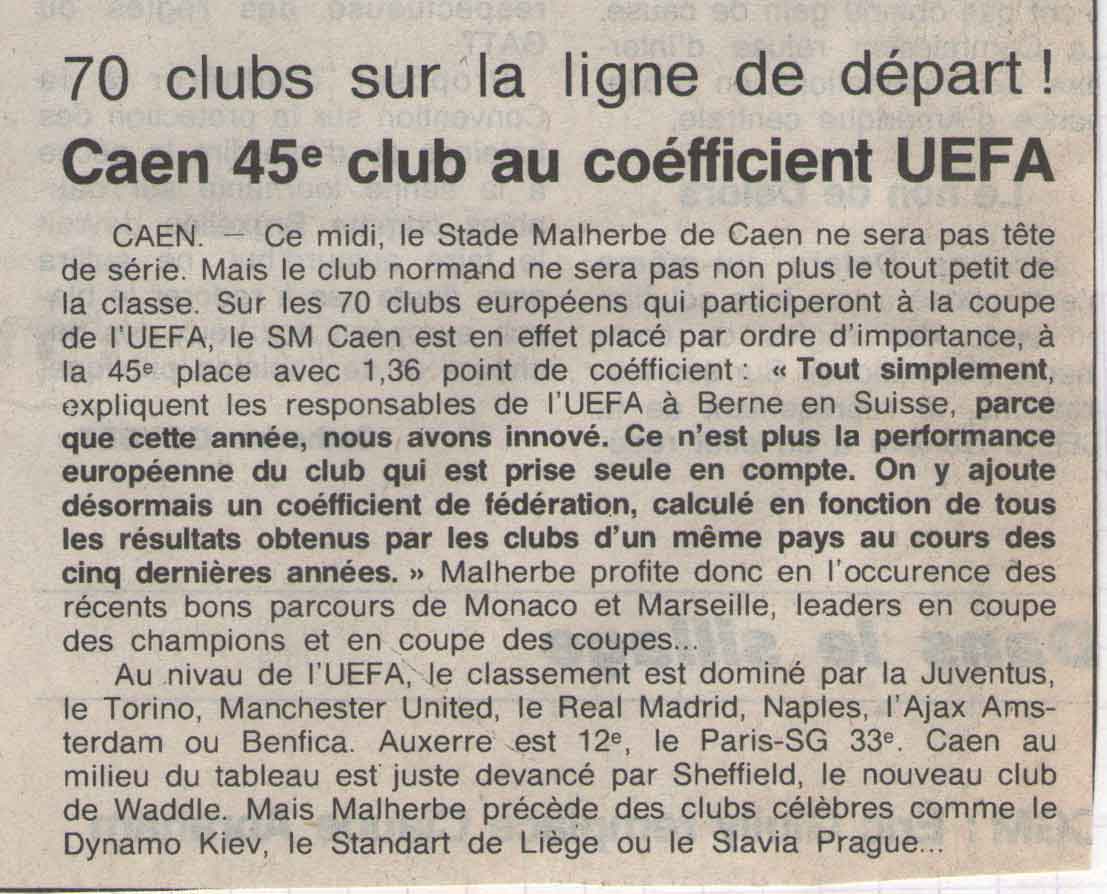 70 clubs sur la ligne de départ !
Caen 45e club au coéfficient UEFA
CAEN. — Ce midi, le Stade Malherbe de Caen ne sera pas tête
de série. Mais le club normand ne sera pas non plus le tout petit de
la classe. Sur les 70 clubs européens qui participeront à la coupe
de l'UEFA, le SM Caen est en effet placé par ordre d'importance, à
la 45e place avec 1,36 point de coéfficient : « Tout simplement,
expliquent les responsables de l'UEFA à Berne en Suisse, parce
que cette année, nous avons innové. Ce n'est plus la performance
européenne du club qui est prise seule en compte. On y ajoute
désormais un coéfficient de fédération, calculé en fonction de tous
les résultats obtenus par les clubs d'un même pays au cours des
cinq dernières années. » Malherbe profite donc en l'occurence des
récents bons parcours de Monaco et Marseille, leaders en coupe
des champions et en coupe des coupes...
Au nivau de l'UEFA, le classement est dominé par la Juventus,
le Torino, Manchester United, le Real Madrid, Naples, l'Ajax Ams-
terdam ou Benfica. Auxerre est 12e, le Paris-SG 33e. Caen au
milieu du tableau est juste devancé par Sheffield, le nouveau club
de Waddle. Mais Malherbe précède des clubs célèbres comme le
Dynamo Kiev, le Standart de Liège ou le Slavia Prague...